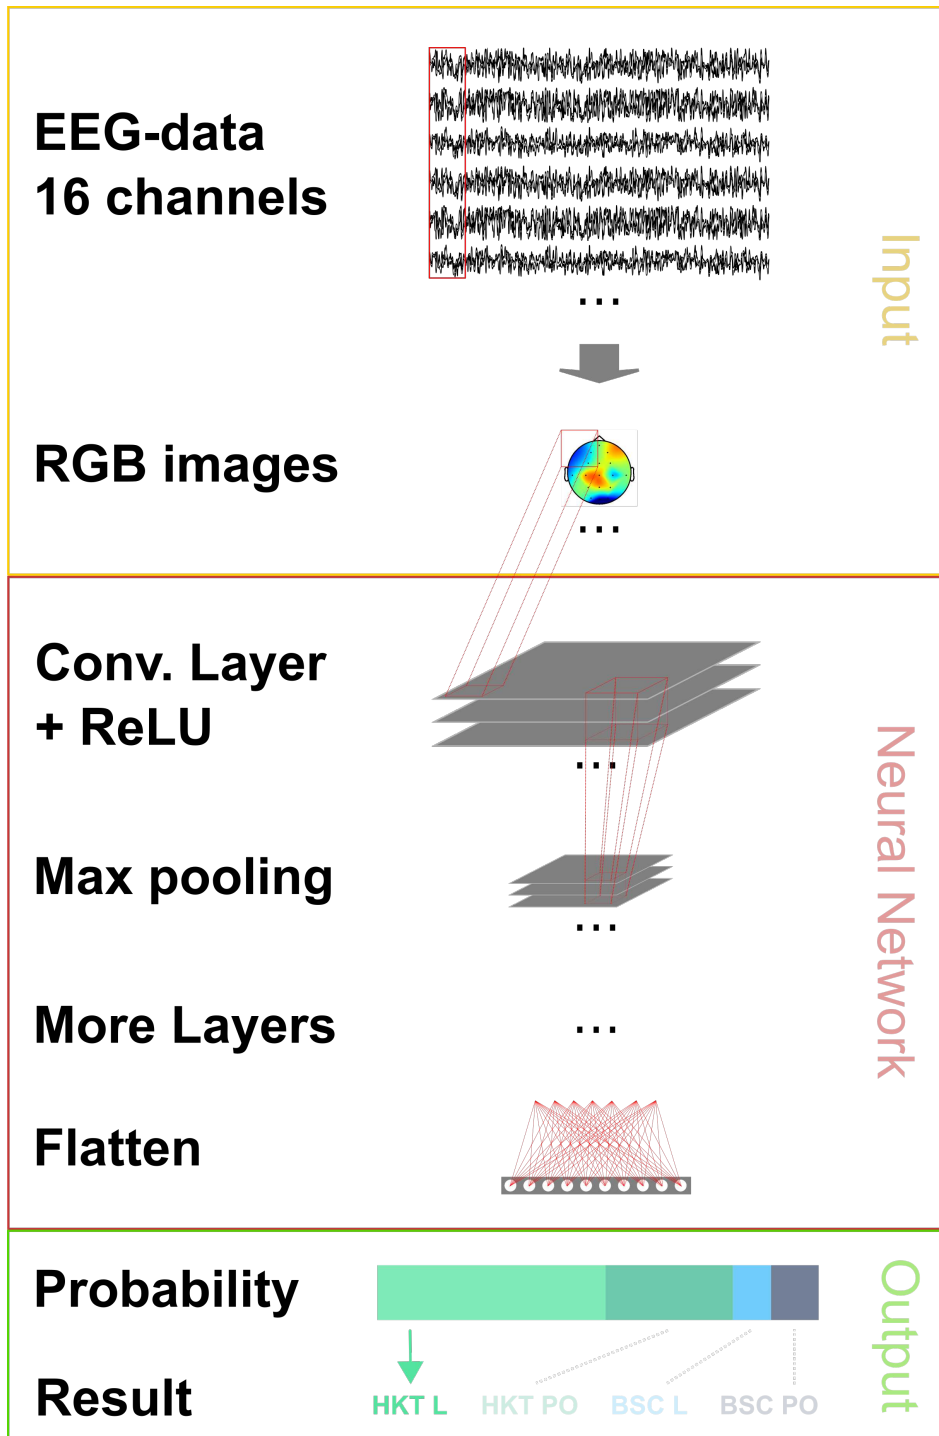 EEG-data
16 channels
...
Input
RGB images
...
Conv. Layer
+ ReLU
...
Neural Network
Max pooling
...
More Layers
...
Flatten
Probability
Output
Result
HKT L HKT PO BSC L BSC PO